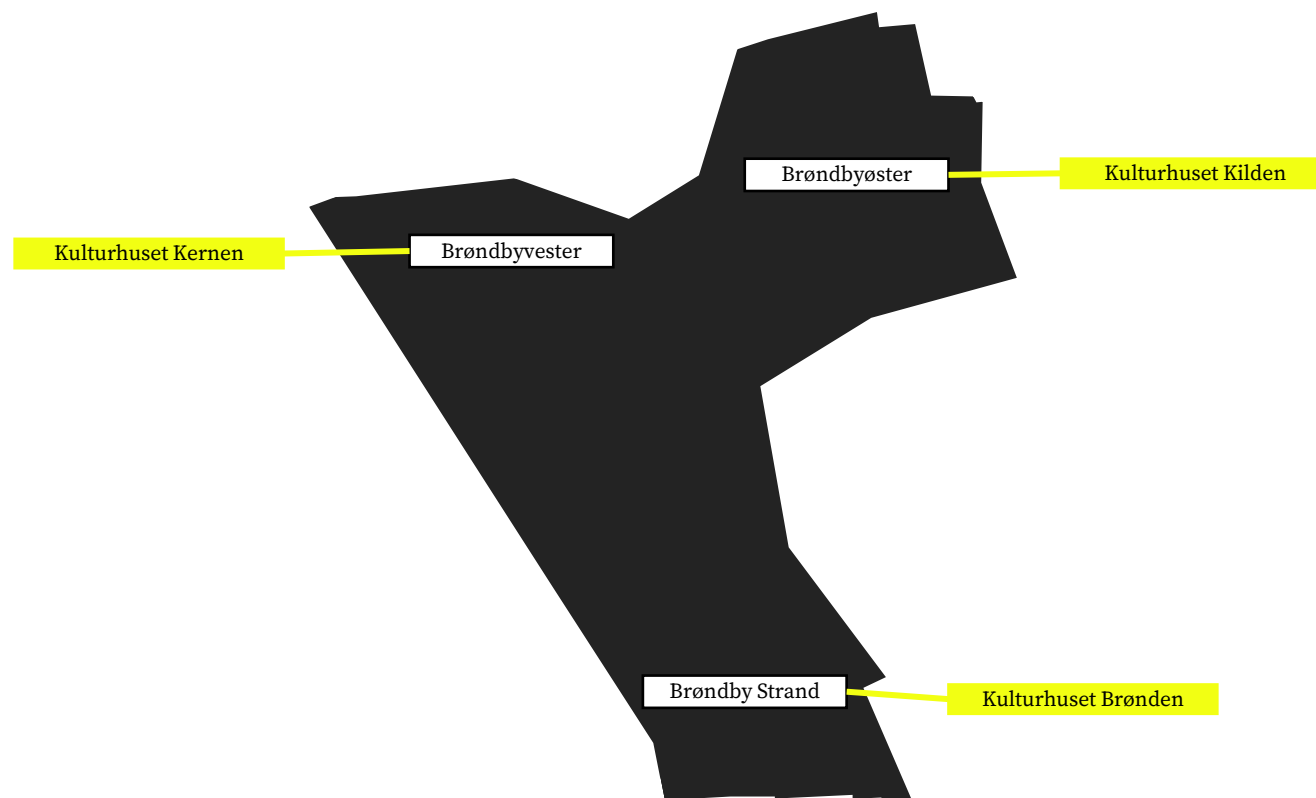 Brøndbyøster
Kulturhuset Kilden
Kulturhuset Kernen
Brøndbyvester
Brøndby Strand
Kulturhuset Brønden